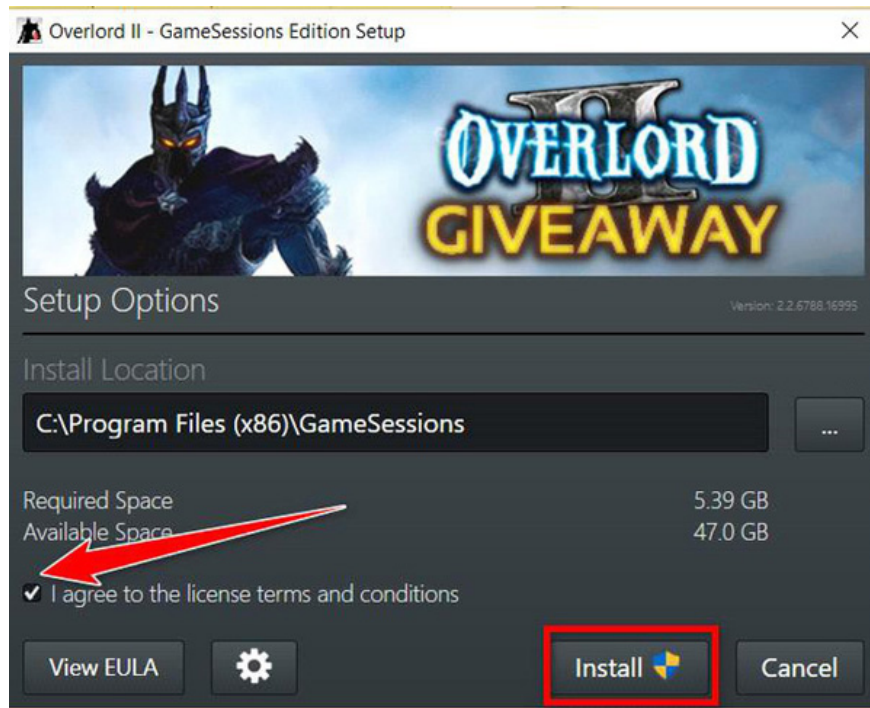 Overlord II - GameSessions Edition Setup
OVERLORD
II
GIVEAWAY
Setup Options
Version: 2.2.6788.16995
Install Location
C:\Program Files (x86)\GameSessions
...
Required Space 5.39 GB
Available Space 47.0 GB
I agree to the license terms and conditions
View EULA Install Cancel